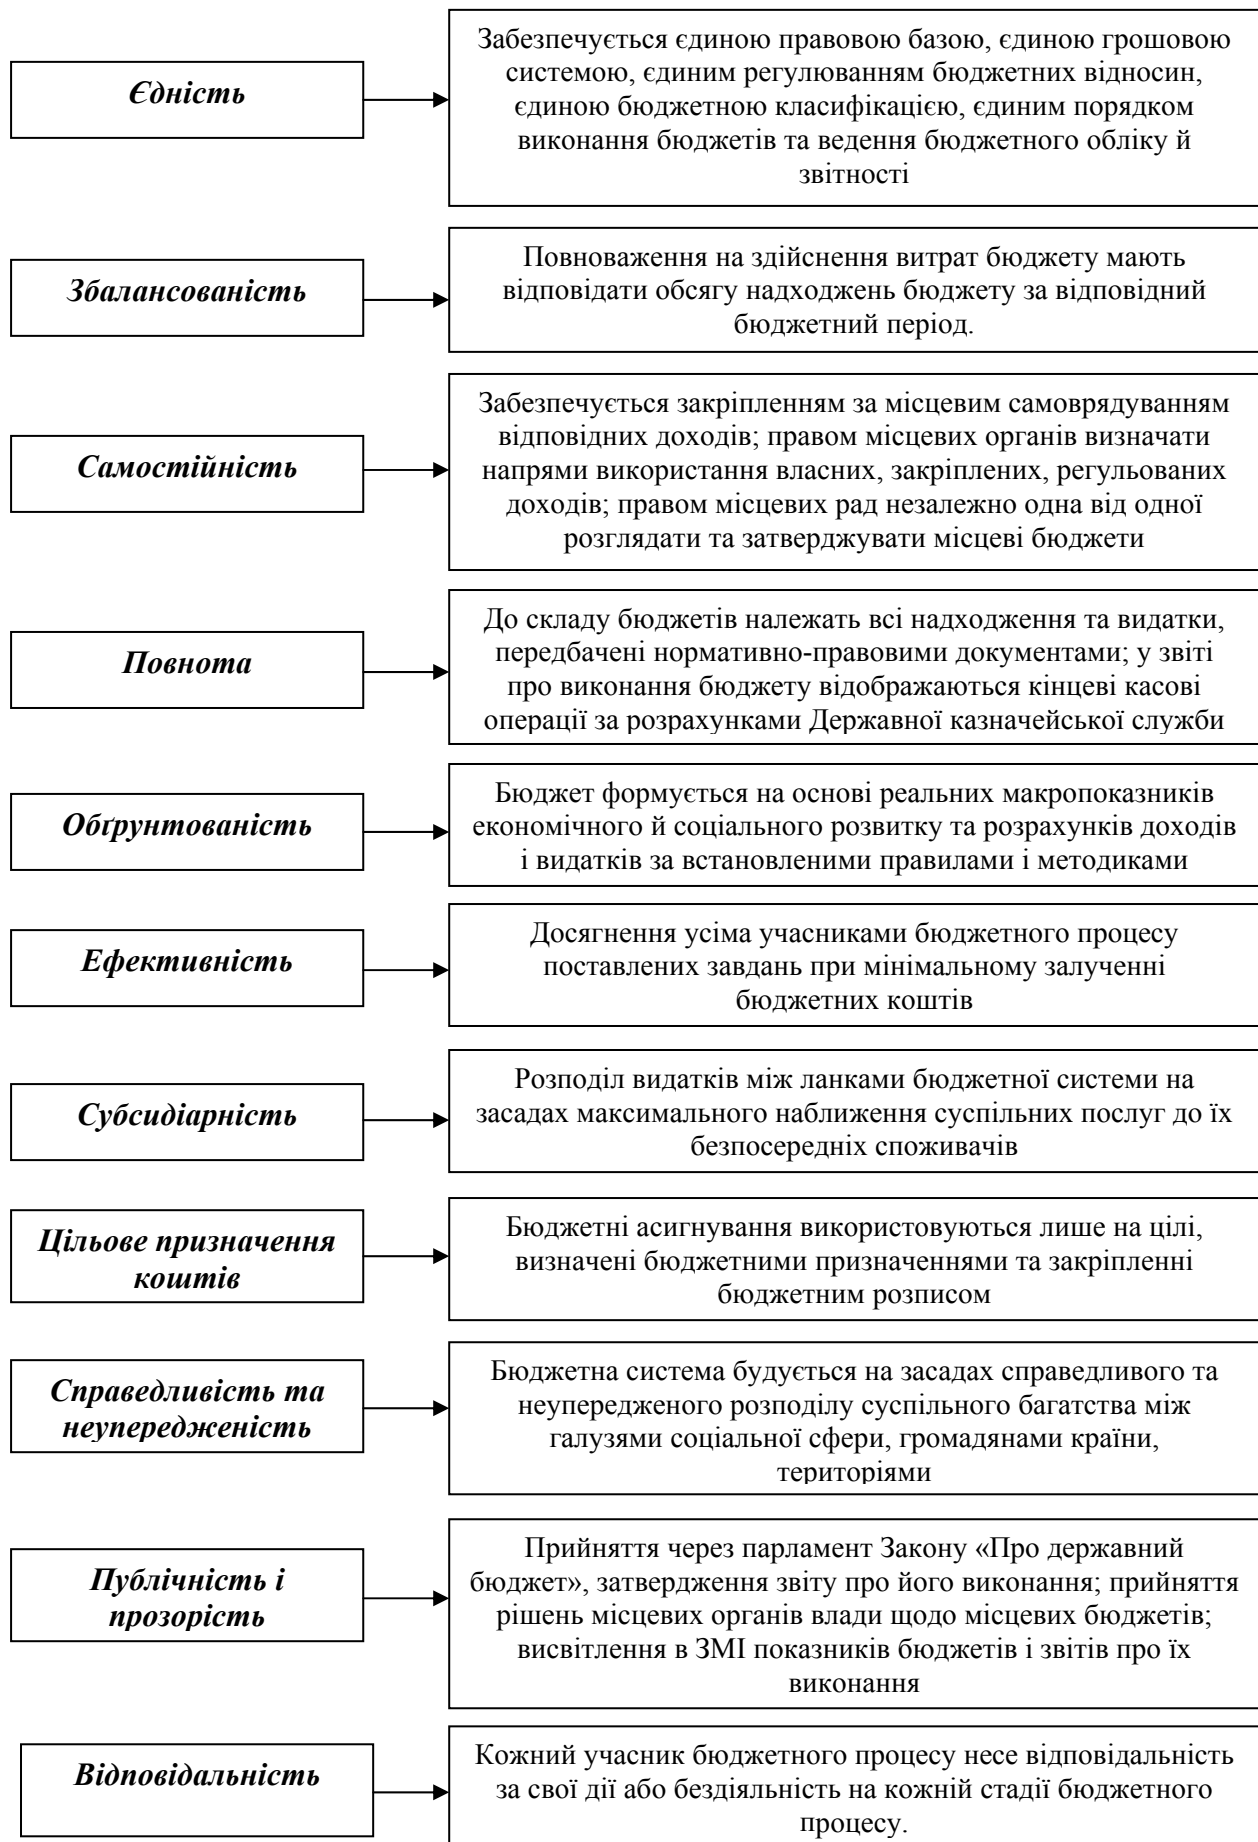 Єдність
Забезпечується єдиною правовою базою, єдиною грошовою
системою, єдиним регулюванням бюджетних відносин,
єдиною бюджетною класифікацією, єдиним порядком
виконання бюджетів та ведення бюджетного обліку й
звітності
Збалансованість
Повноваження на здійснення витрат бюджету мають
відповідати обсягу надходжень бюджету за відповідний
бюджетний період.
Самостійність
Забезпечується закріпленням за місцевим самоврядуванням
відповідних доходів; правом місцевих органів визначати
напрями використання власних, закріплених, регульованих
доходів; правом місцевих рад незалежно одна від одної
розглядати та затверджувати місцеві бюджети
Повнота
До складу бюджетів належать всі надходження та видатки,
передбачені нормативно-правовими документами; у звіті
про виконання бюджету відображаються кінцеві касові
операції за розрахунками Державної казначейської служби
Обґрунтованість
Бюджет формується на основі реальних макропоказників
економічного й соціального розвитку та розрахунків доходів
і видатків за встановленими правилами і методиками
Ефективність
Досягнення усіма учасниками бюджетного процесу
поставлених завдань при мінімальному залученні
бюджетних коштів
Субсидіарність
Розподіл видатків між ланками бюджетної системи на
засадах максимального наближення суспільних послуг до їх
безпосередніх споживачів
Цільове призначення
коштів
Бюджетні асигнування використовуються лише на цілі,
визначені бюджетними призначеннями та закріпленні
бюджетним розписом
Справедливість та
неупередженість
Бюджетна система будується на засадах справедливого та
неупередженого розподілу суспільного багатства між
галузями соціальної сфери, громадянами країни,
територіями
Публічність і
прозорість
Прийняття через парламент Закону «Про державний
бюджет», затвердження звіту про його виконання; прийняття
рішень місцевих органів влади щодо місцевих бюджетів;
висвітлення в ЗМІ показників бюджетів і звітів про їх
виконання
Відповідальність
Кожний учасник бюджетного процесу несе відповідальність
за свої дії або бездіяльність на кожній стадії бюджетного
процесу.